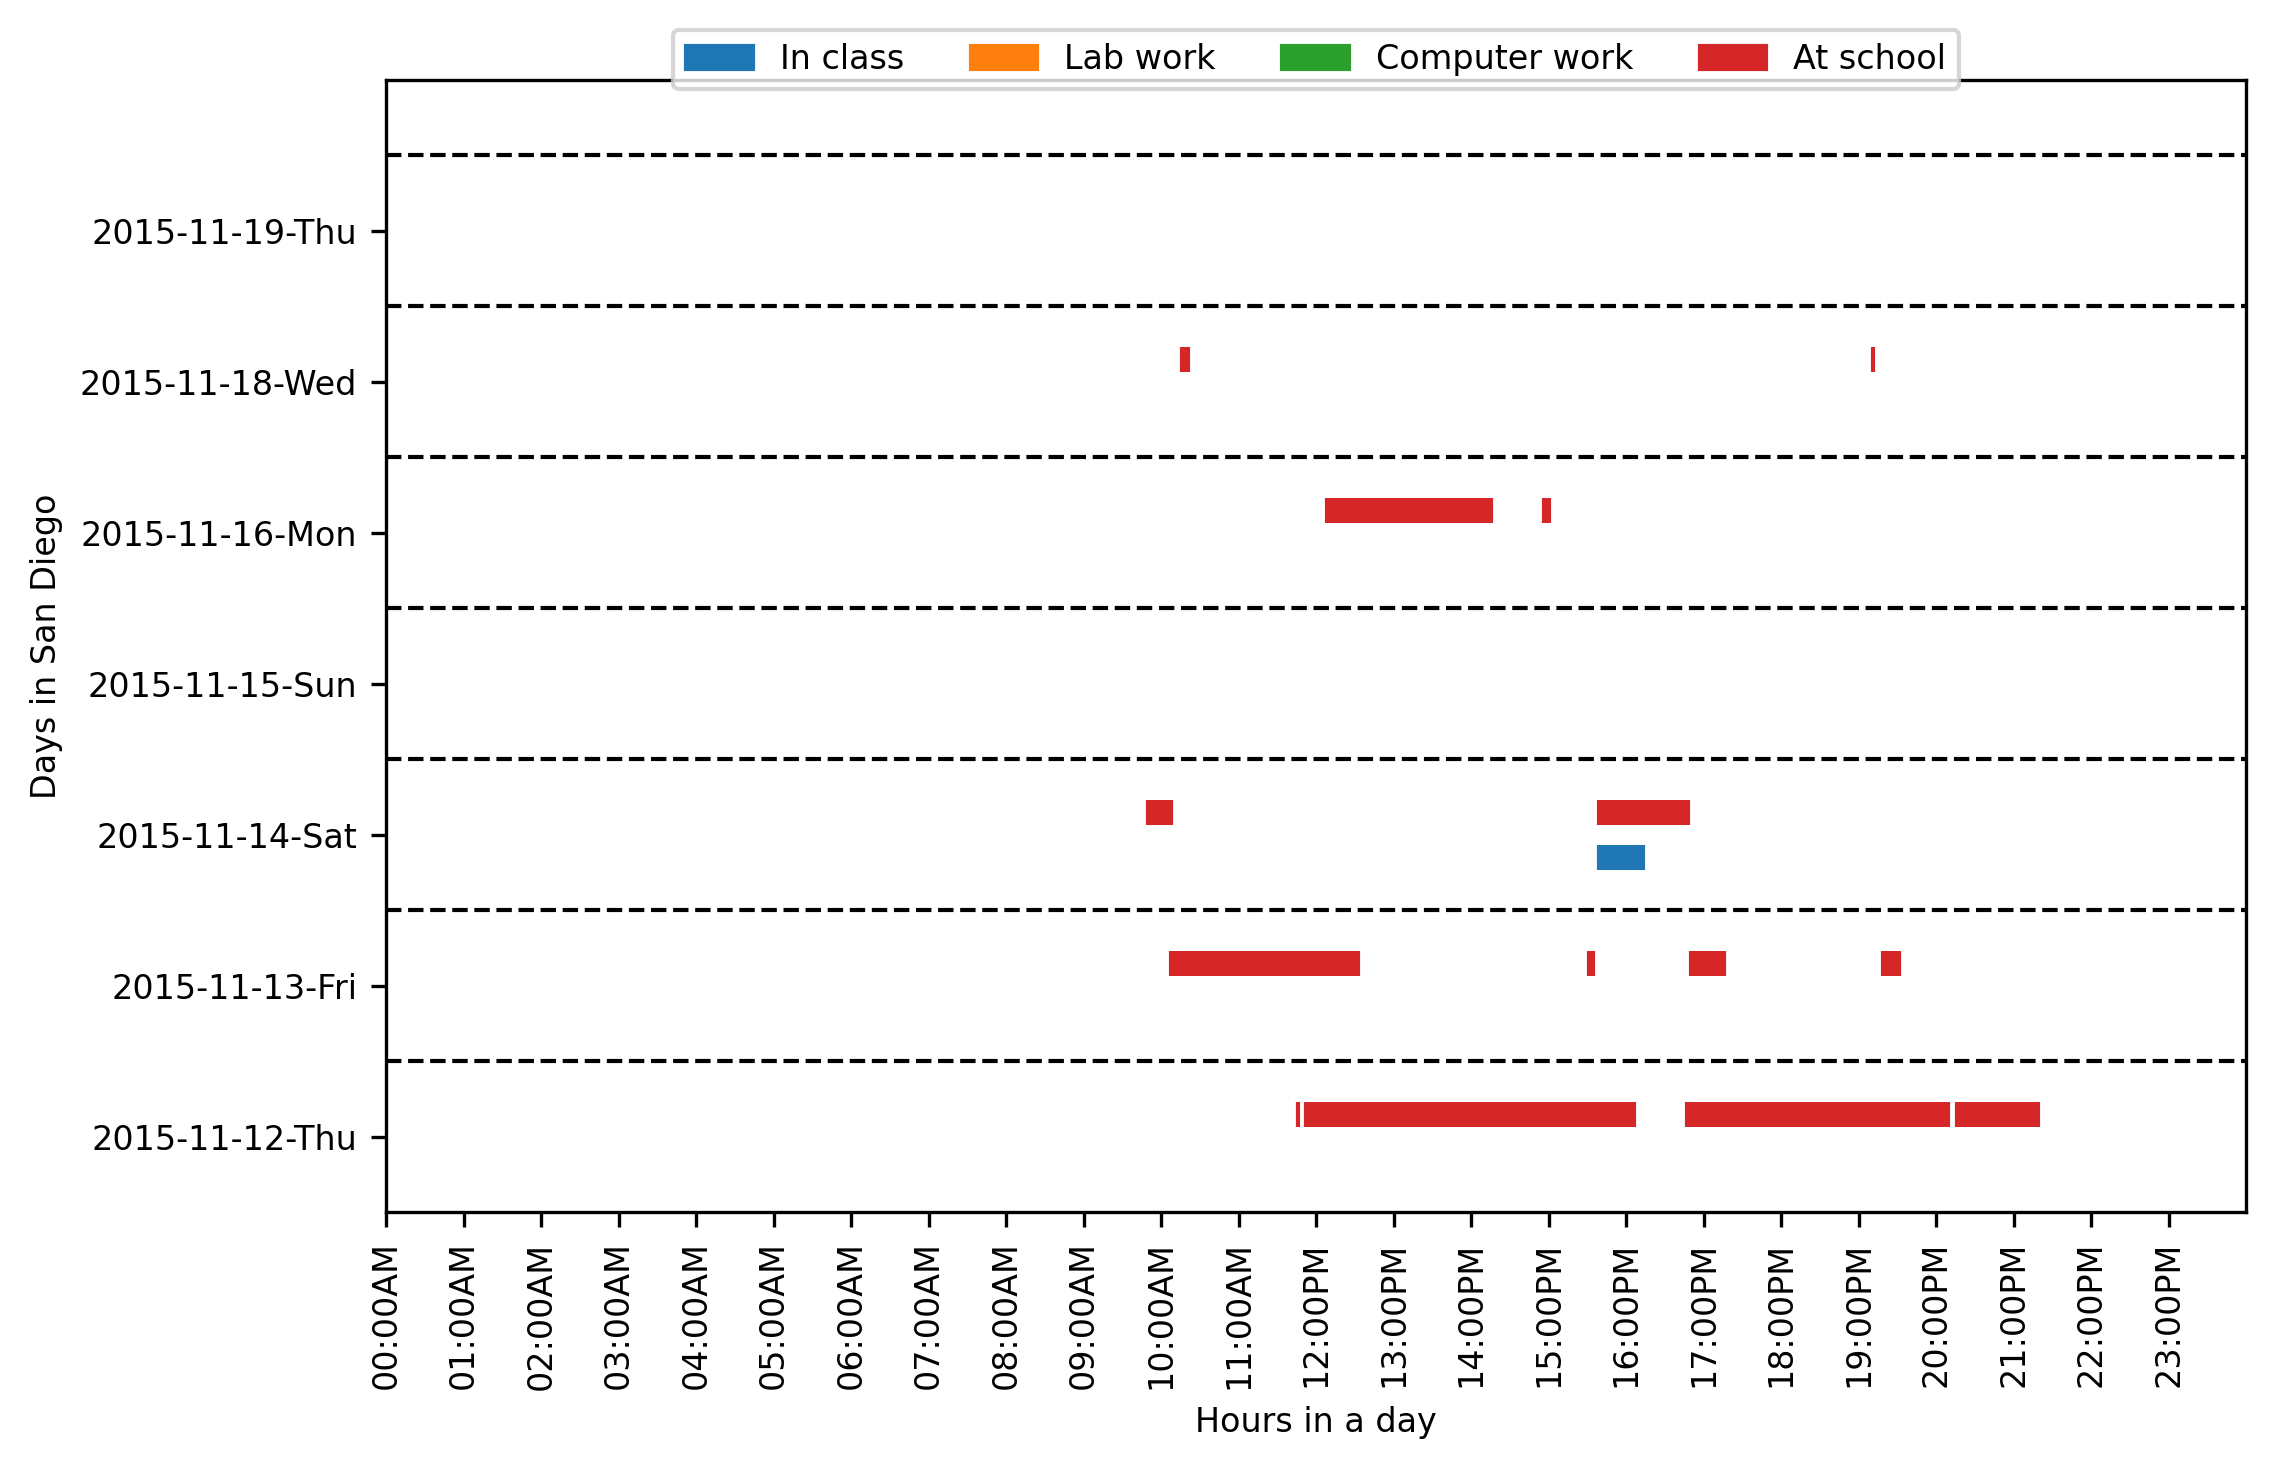 In class Lab work Computer work At school
Days in San Diego
2015-11-19-Thu
2015-11-18-Wed
2015-11-16-Mon
2015-11-15-Sun
2015-11-14-Sat
2015-11-13-Fri
2015-11-12-Thu
00:00AM
01:00AM
02:00AM
03:00AM
04:00AM
05:00AM
06:00AM
07:00AM
08:00AM
09:00AM
10:00AM
11:00AM
12:00PM
13:00PM
14:00PM
15:00PM
16:00PM
17:00PM
18:00PM
19:00PM
20:00PM
21:00PM
22:00PM
23:00PM
Hours in a day